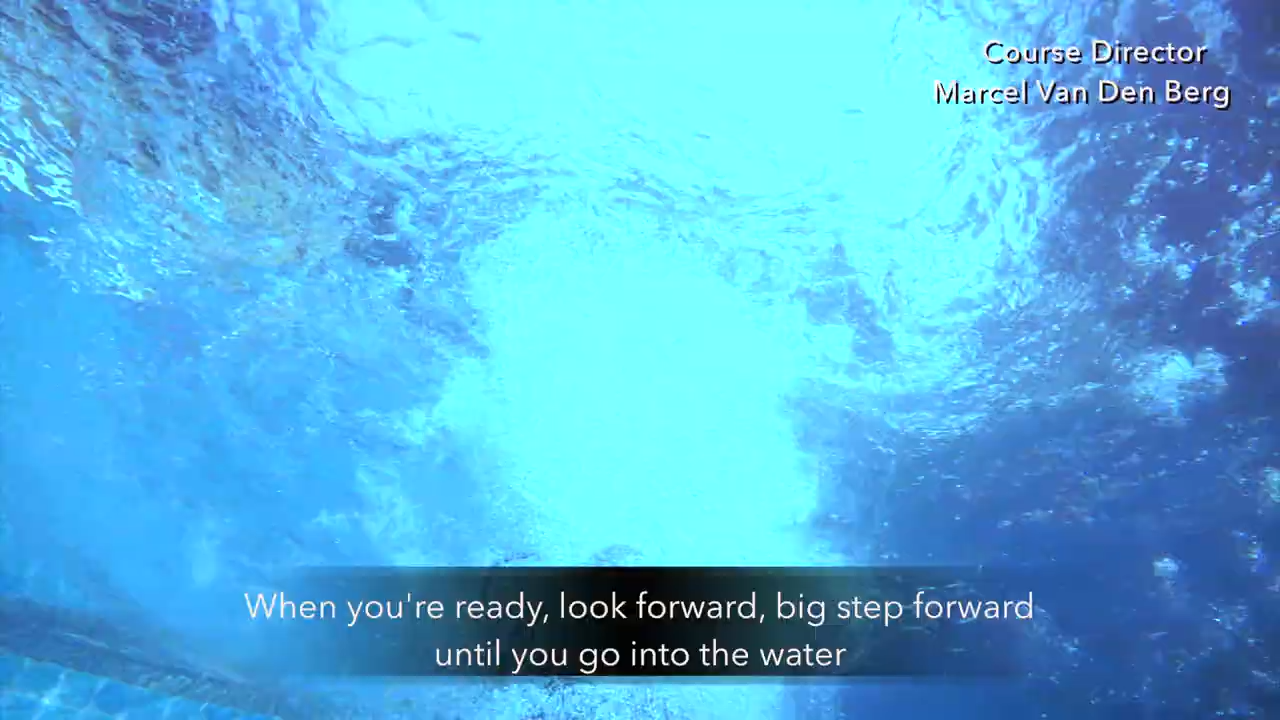 Course Director
Marcel Van Den Berg
When you're ready, look forward, big step forward
until you go into the water